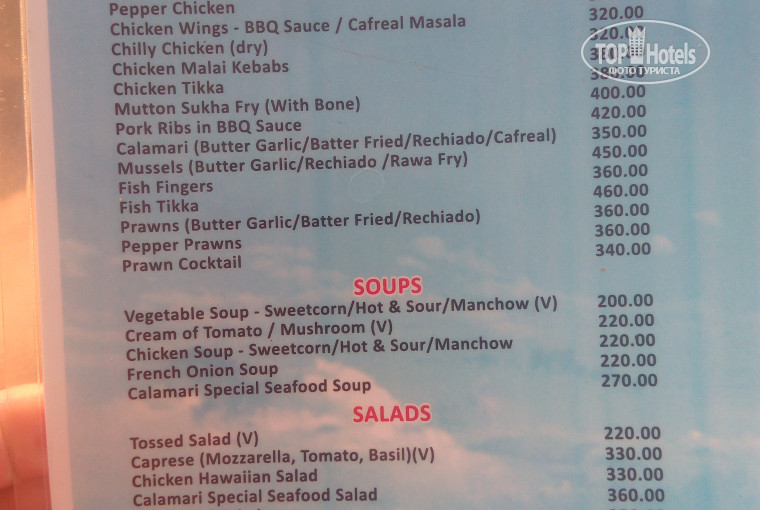 Pepper Chicken
Chicken Wings - BBQ Sauce / Cafreal Masala 320.00
Chilly Chicken (dry) 320.00
Chicken Malai Kebabs
Chicken Tikka 380.00
Mutton Sukha Fry (With Bone) 400.00
Pork Ribs in BBQ Sauce 420.00
Calamari (Butter Garlic/Batter Fried/Rechiado/Cafreal) 350.00
Mussels (Butter Garlic/Rechiado /Rawa Fry) 450.00
Fish Fingers 360.00
Fish Tikka 460.00
Prawns (Butter Garlic/Batter Fried/Rechiado) 360.00
Pepper Prawns 360.00
Prawn Cocktail 340.00
SOUPS
Vegetable Soup - Sweetcorn/Hot & Sour/Manchow (V) 200.00
Cream of Tomato / Mushroom (V) 220.00
Chicken Soup - Sweetcorn/Hot & Sour/Manchow 220.00
French Onion Soup 220.00
Calamari Special Seafood Soup 270.00
SALADS
Tossed Salad (V) 220.00
Caprese (Mozzarella, Tomato, Basil)(V) 330.00
Chicken Hawaiian Salad 330.00
Calamari Special Seafood Salad 360.00
TOP Hotels
ФОТО ТУРИСТА